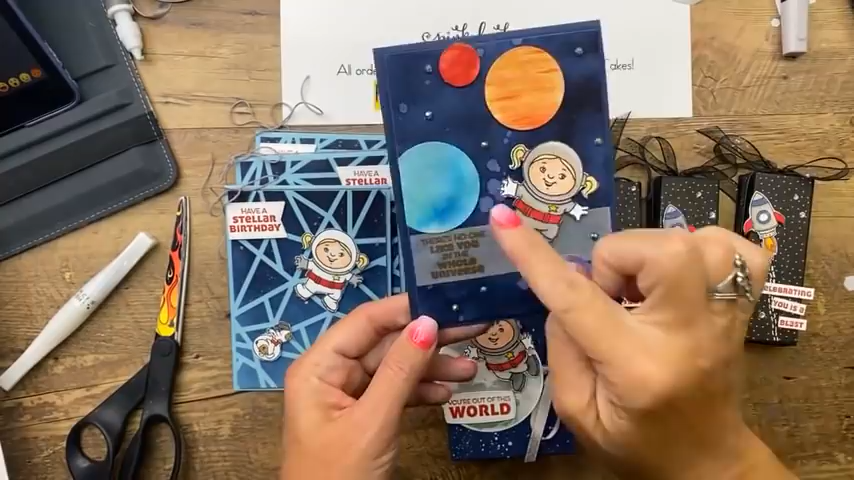 All or
akes!
HAVE A
STELLAR
HAVE A
STELLAR
BIRTHDAY
THERE'S NO ONE
LIKE YOU
IN THE
WHOLE
UNIVERSE
CELEBRATING
YOU IS A
BLAST
YOU'RE OUT OF THIS
WORLD